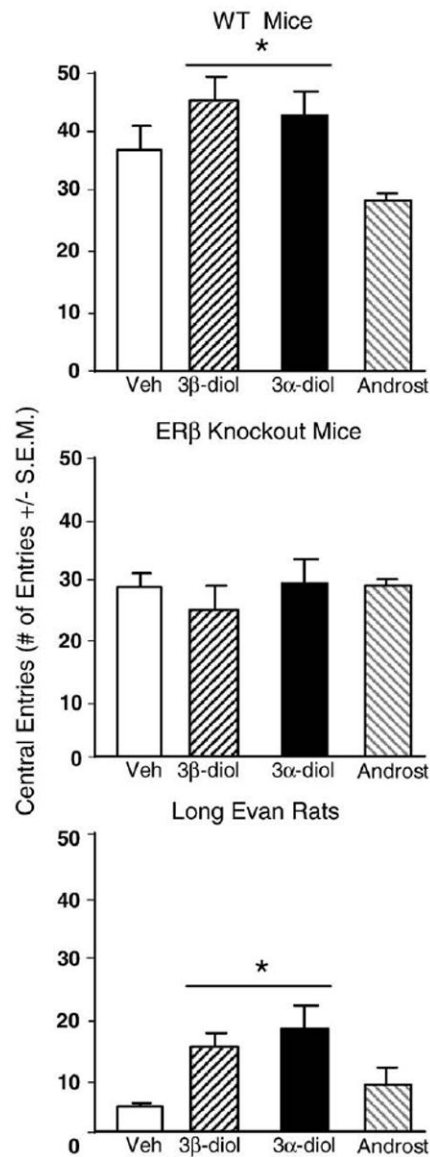 WT Mice
*
50
40
30
20
10
0
Veh 3β-diol 3α-diol Androst
ERβ Knockout Mice
50
40
30
20
10
0
Veh 3β-diol 3α-diol Androst
Long Evan Rats
50
40
30
*
20
10
0
Veh 3β-diol 3α-diol Androst
Central Entries (# of Entries +/- S.E.M.)